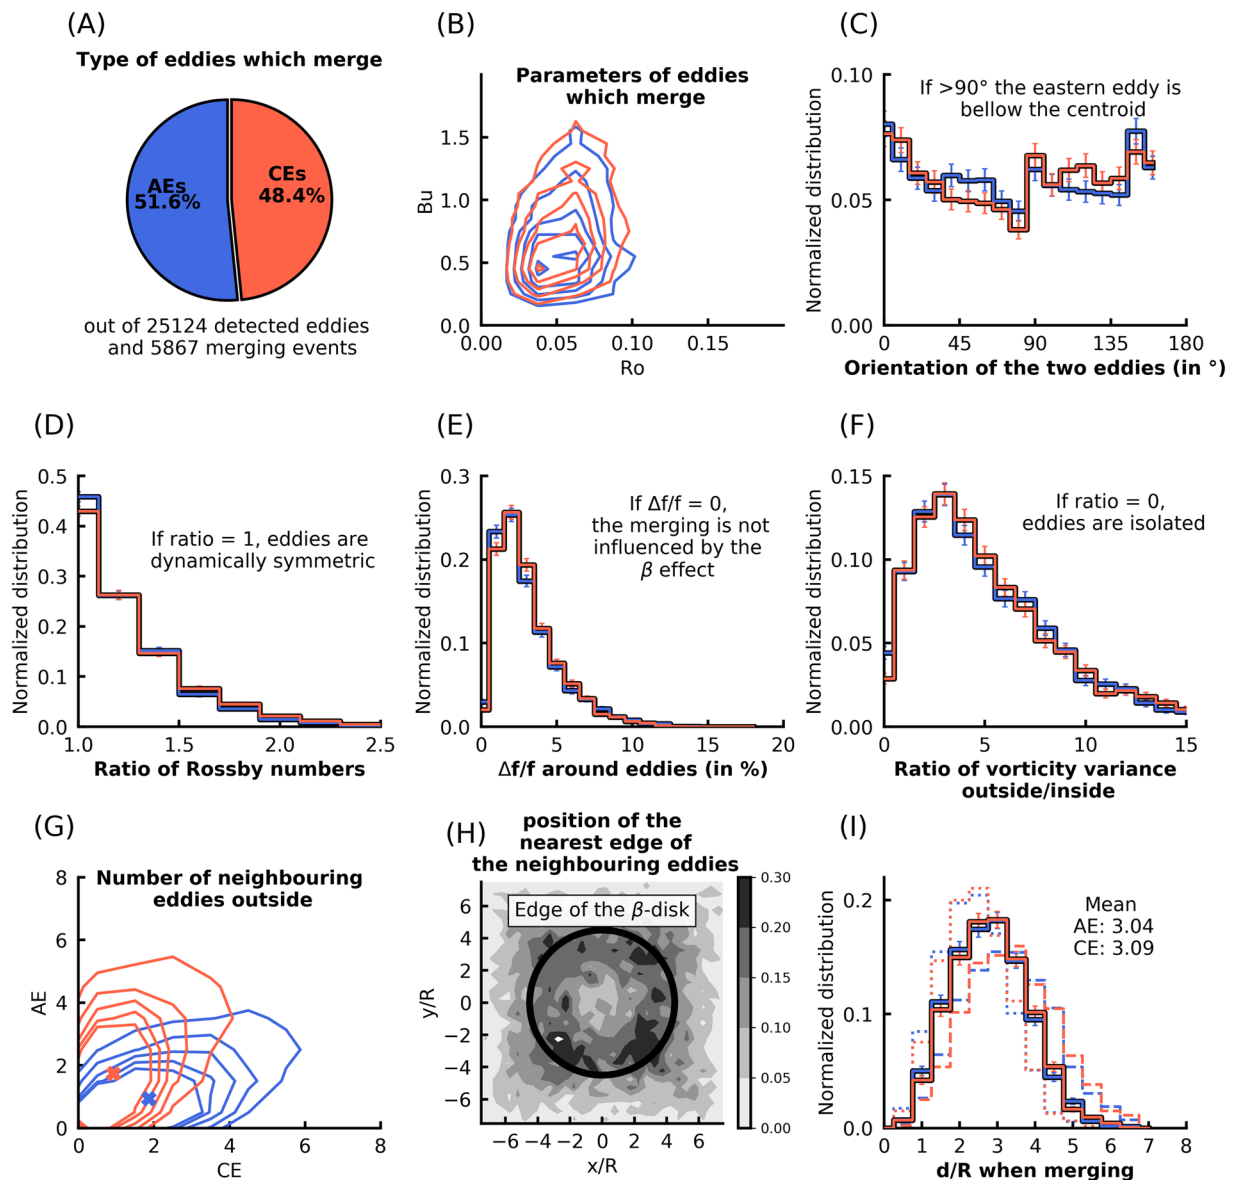 (A)
Type of eddies which merge
AEs
51.6%
CEs
48.4%
out of 25124 detected eddies
and 5867 merging events
(B)
Parameters of eddies
which merge
Bu
1.5
1.0
0.5
0.0
0.00
0.05
0.10
0.15
Ro
(C)
If >90° the eastern eddy is
bellow the centroid
Normalized distribution
0.10
0.05
0.00
45
90
135
180
0
Orientation of the two eddies (in °)
(D)
Normalized distribution
0.5
0.4
0.3
0.2
0.1
0.0
If ratio = 1, eddies are
dynamically symmetric
1.0
1.5
2.0
2.5
Ratio of Rossby numbers
(E)
Normalized distribution
0.3
0.2
0.1
0.0
If Δf/f = 0,
the merging is not
influenced by the
β effect
0
5
10
15
20
Δf/f around eddies (in %)
(F)
Normalized distribution
0.15
0.10
0.05
0.00
If ratio = 0,
eddies are isolated
0
5
10
15
Ratio of vorticity variance
outside/inside
(G)
Number of neighbouring
eddies outside
AE
8
6
4
2
0
0
2
4
6
8
CE
(H)
position of the
nearest edge of
the neighbouring eddies
Edge of the β-disk
y/R
6
4
2
0
−2
−4
−6
−6
−4
−2
0
2
4
6
x/R
0.30
0.20
0.15
0.10
0.05
0.00
(I)
Normalized distribution
0.2
0.1
0.0
Mean
AE: 3.04
CE: 3.09
0
1
2
3
4
5
6
7
8
d/R when merging